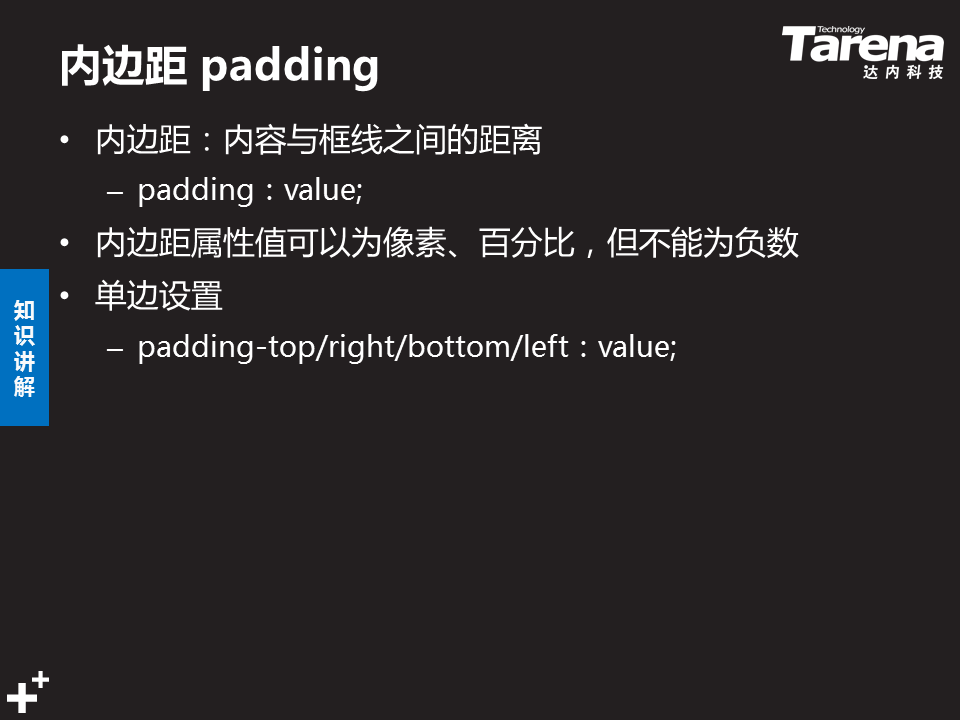 内边距 padding
Technology
Tarena
达内科技
• 内边距：内容与框线之间的距离
– padding：value;
• 内边距属性值可以为像素、百分比，但不能为负数
• 单边设置
– padding-top/right/bottom/left：value;
知识讲解